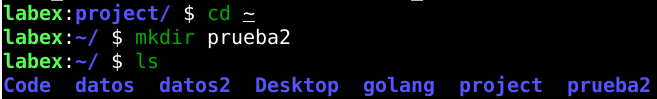 labex:project/ $ cd ~
labex:~/ $ mkdir prueba2
labex:~/ $ ls
Code  datos  datos2  Desktop  golang  project  prueba2